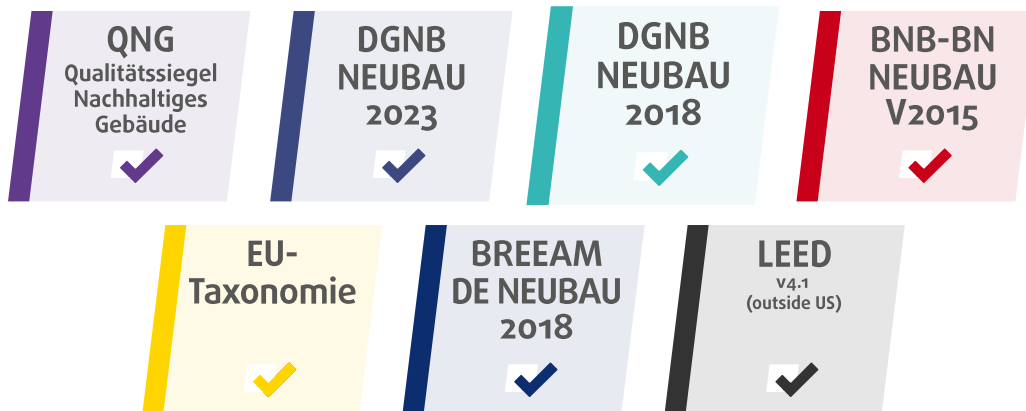 QNG
Qualitätssiegel
Nachhaltiges
Gebäude
DGNB
NEUBAU
2023
DGNB
NEUBAU
2018
BNB-BN
NEUBAU
V2015
EU-
Taxonomie
BREEAM
DE NEUBAU
2018
LEED
v4.1
(outside US)